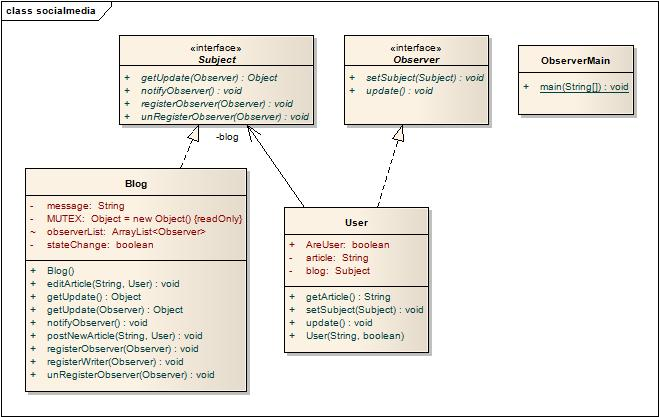 class socialmedia
«interface»
Subject
+ getUpdate(Observer) : Object
+ notifyObserver() : void
+ registerObserver(Observer) : void
+ unRegisterObserver(Observer) : void
«interface»
Observer
+ setSubject(Subject) : void
+ update() : void
ObserverMain
+ main(String[]) : void
-blog
Blog
- message: String
- MUTEX: Object = new Object() {readOnly}
~ observerList: ArrayList<Observer>
- stateChange: boolean
+ Blog()
+ editArticle(String, User) : void
+ getUpdate() : Object
+ getUpdate(Observer) : Object
+ notifyObserver() : void
+ postNewArticle(String, User) : void
+ registerObserver(Observer) : void
+ registerWriter(Observer) : void
+ unRegisterObserver(Observer) : void
User
+ AreUser: boolean
- article: String
- blog: Subject
+ getArticle() : String
+ setSubject(Subject) : void
+ update() : void
+ User(String, boolean)